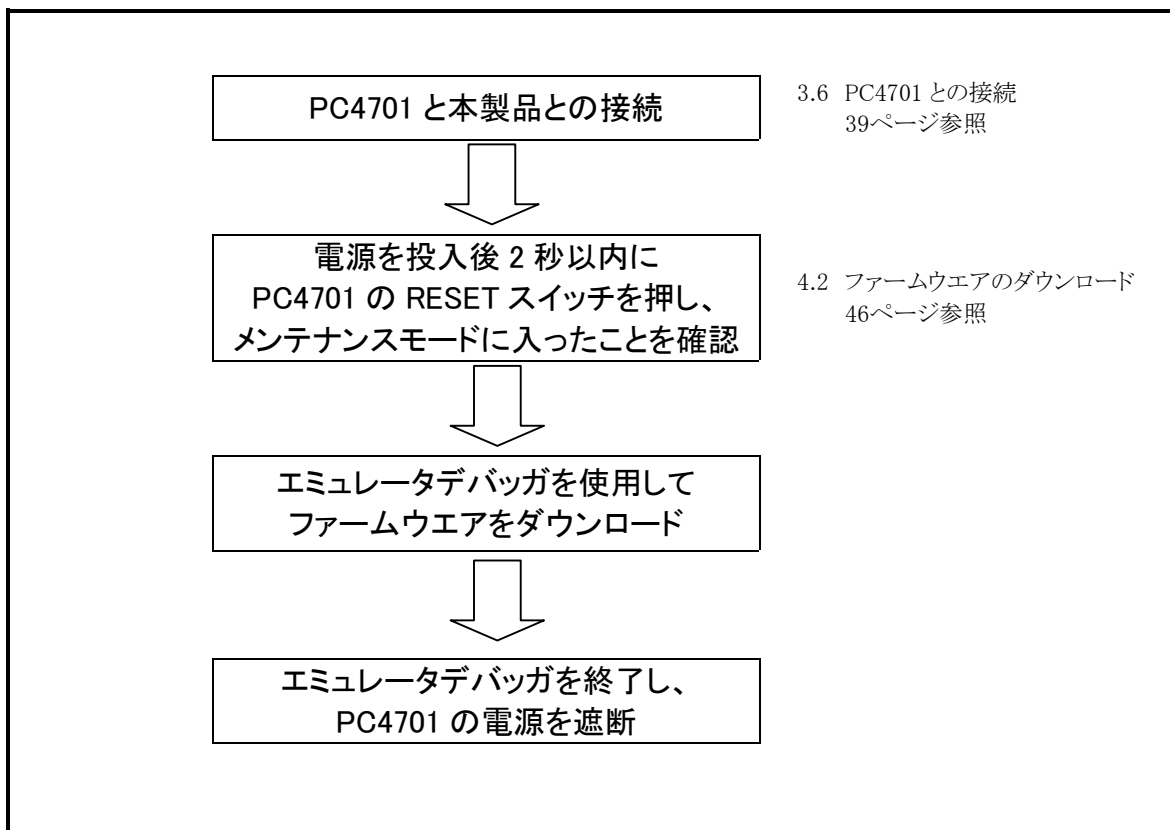 PC4701 と本製品との接続
3.6 PC4701 との接続
39ページ参照
電源を投入後 2 秒以内に
PC4701 の RESET スイッチを押し、
メンテナンスモードに入ったことを確認
4.2 ファームウエアのダウンロード
46ページ参照
エミュレータデバッガを使用して
ファームウエアをダウンロード
エミュレータデバッガを終了し、
PC4701 の電源を遮断